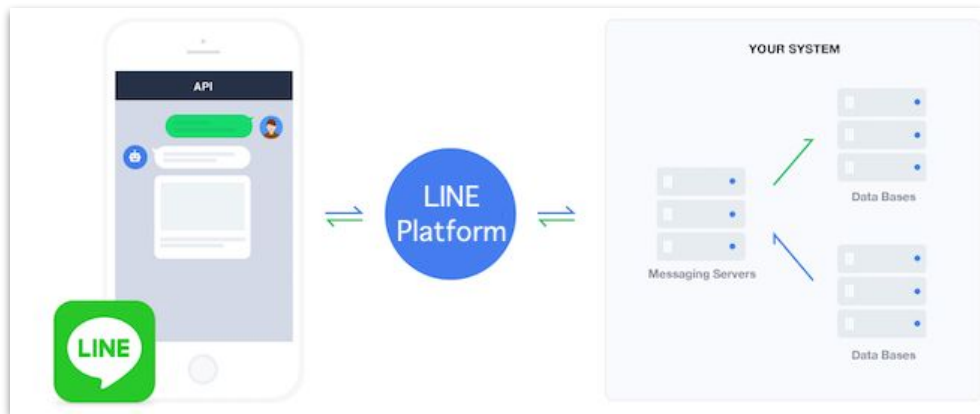 API
LINE
Platform
LINE
YOUR SYSTEM
Messaging Servers
Data Bases
Data Bases